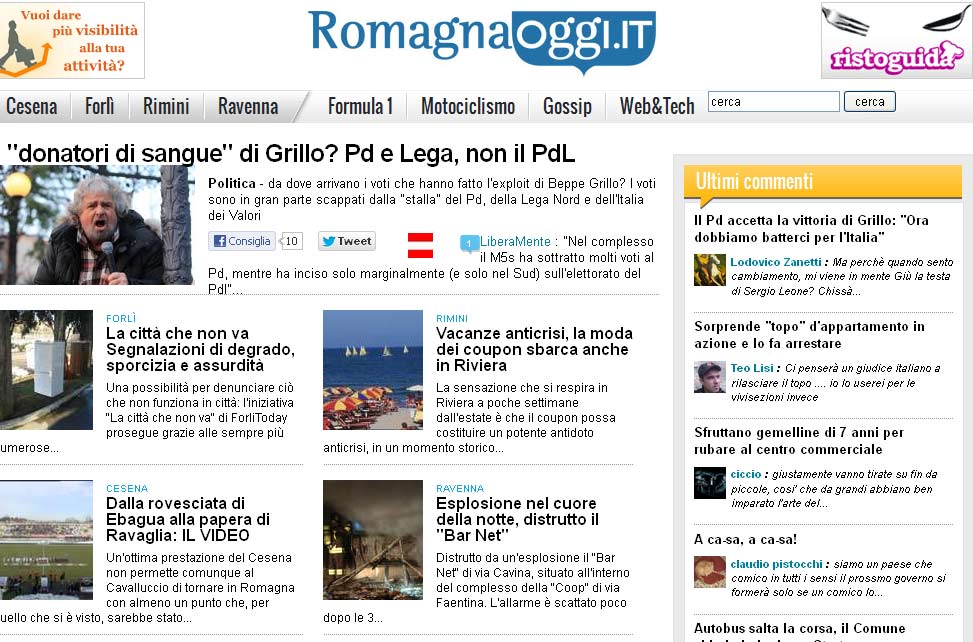 Vuoi dare
più visibilità
alla tua
attività?
RomagnaOggi.it
ristoguida
Cesena
Forlì
Rimini
Ravenna
Formula 1
Motociclismo
Gossip
Web&Tech
cerca
cerca
"donatori di sangue" di Grillo? Pd e Lega, non il PdL
Politica - da dove arrivano i voti che hanno fatto l'exploit di Beppe Grillo? I voti
sono in gran parte scappati dalla "stalla" del Pd, della Lega Nord e dell'Italia
dei Valori
Consiglia
10
Tweet
1
LiberaMente : "Nel complesso
il M5s ha sottratto molti voti al
Pd, mentre ha inciso solo marginalmente (e solo nel Sud) sull'elettorato del
Pdl"...
FORLÌ
La città che non va
Segnalazioni di degrado,
sporcizia e assurdità
Una possibilità per denunciare ciò
che non funziona in città: l'iniziativa
"La città che non va" di ForlìToday
prosegue grazie alle sempre più
umerose...
RIMINI
Vacanze anticrisi, la moda
dei coupon sbarca anche
in Riviera
La sensazione che si respira in
Riviera a poche settimane
dall'estate è che il coupon possa
costituire un potente antidoto
anticrisi, in un momento storico...
CESENA
Dalla rovesciata di
Ebagua alla papera di
Ravaglia: IL VIDEO
Un'ottima prestazione del Cesena
non permette comunque al
Cavalluccio di tornare in Romagna
con almeno un punto che, per
uello che si è visto, sarebbe stato...
RAVENNA
Esplosione nel cuore
della notte, distrutto il
"Bar Net"
Distrutto da un'esplosione il "Bar
Net" di via Cavina, situato all'interno
del complesso della "Coop" di via
Faentina. L'allarme è scattato poco
dopo le 3...
Ultimi commenti
Il Pd accetta la vittoria di Grillo: "Ora
dobbiamo batterci per l'Italia"
Lodovico Zanetti : Ma perchè quando sento
cambiamento, mi viene in mente Giù la testa
di Sergio Leone? Chissà...
Sorprende "topo" d'appartamento in
azione e lo fa arrestare
Teo Lisi : Ci penserà un giudice italiano a
rilasciare il topo .... io lo userei per le
vivisezioni invece
Sfruttano gemelline di 7 anni per
rubare al centro commerciale
ciccio : giustamente vanno tirate su fin da
piccole, cosi' che da grandi abbiano ben
imparato l'arte del...
A ca-sa, a ca-sa!
claudio pistocchi : siamo un paese che
comico in tutti i sensi il prossmo governo si
formerà solo se un comico lo...
Autobus salta la corsa, il Comune